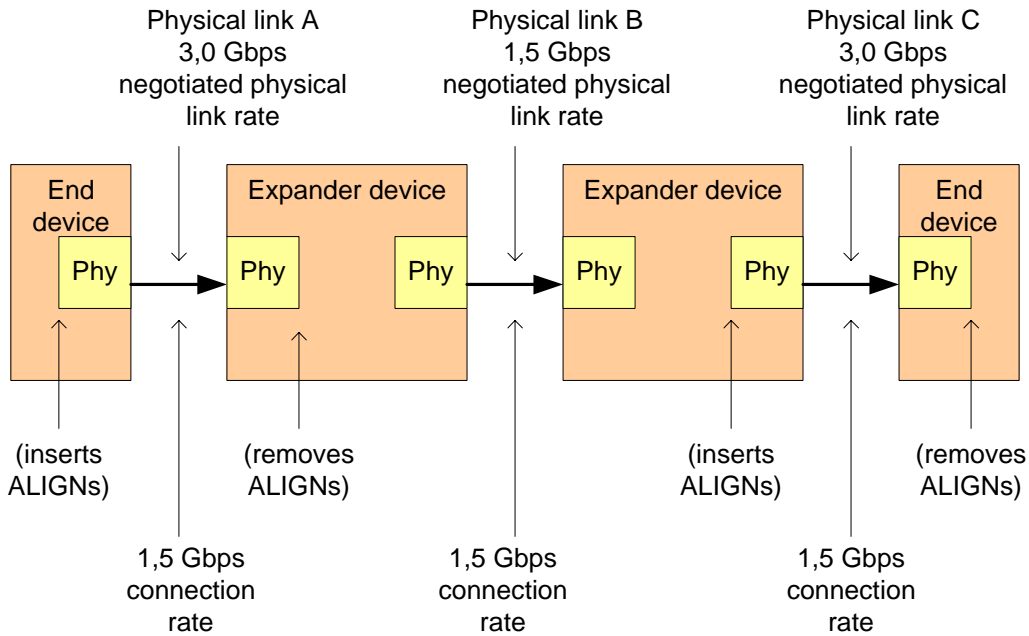 Physical link A
3,0 Gbps
negotiated physical
link rate
Physical link B
1,5 Gbps
negotiated physical
link rate
Physical link C
3,0 Gbps
negotiated physical
link rate
End
device
Phy
Expander device
Phy
Phy
Expander device
Phy
Phy
End
device
Phy
(inserts
ALIGNs)
(removes
ALIGNs)
(inserts
ALIGNs)
(removes
ALIGNs)
1,5 Gbps
connection
rate
1,5 Gbps
connection
rate
1,5 Gbps
connection
rate